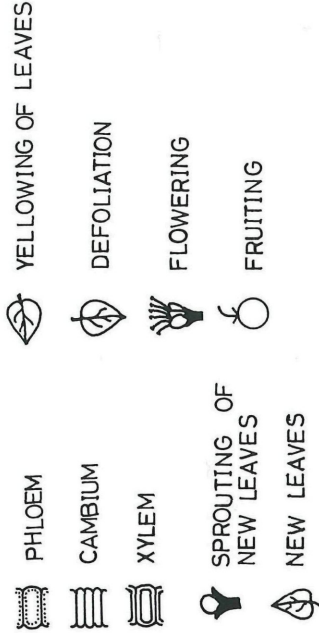 PHLOEM
CAMBIUM
XYLEM
SPROUTING OF
NEW LEAVES
NEW LEAVES
YELLOWING OF LEAVES
DEFOLIATION
FLOWERING
FRUITING